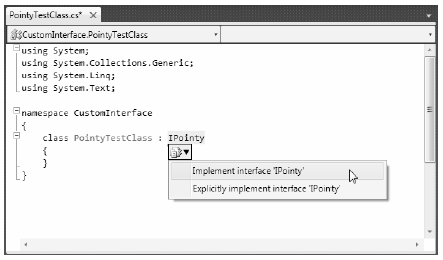 PointyTestClass.cs*
CustomInterface.PointyTestClass
using System;
using System.Collections.Generic;
using System.Linq;
using System.Text;
namespace CustomInterface
{
class PointyTestClass : IPointy
{
}
}
Implement interface 'IPointy'
Explicitly implement interface 'IPointy'